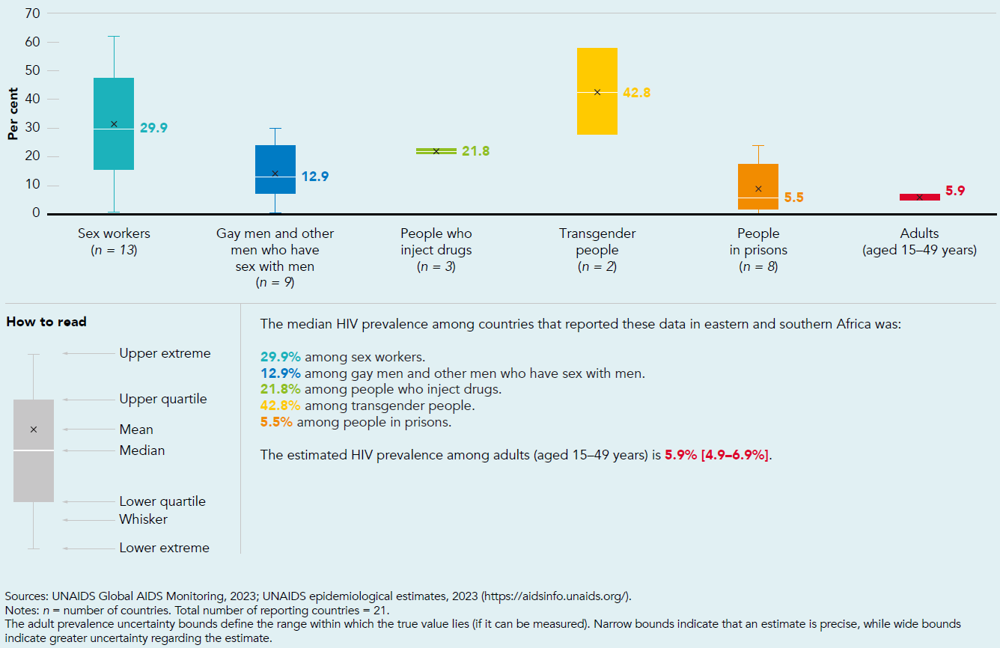 70
60
50
40
30
20
10
0
Per cent
29.9
12.9
21.8
42.8
5.5
5.9
Sex workers
(n = 13)
Gay men and other
men who have
sex with men
(n = 9)
People who
inject drugs
(n = 3)
Transgender
people
(n = 2)
People
in prisons
(n = 8)
Adults
(aged 15–49 years)
How to read
Upper extreme
Upper quartile
Mean
Median
Lower quartile
Whisker
Lower extreme
The median HIV prevalence among countries that reported these data in eastern and southern Africa was:
29.9% among sex workers.
12.9% among gay men and other men who have sex with men.
21.8% among people who inject drugs.
42.8% among transgender people.
5.5% among people in prisons.
The estimated HIV prevalence among adults (aged 15–49 years) is 5.9% [4.9–6.9%].
Sources: UNAIDS Global AIDS Monitoring, 2023; UNAIDS epidemiological estimates, 2023 (https://aidsinfo.unaids.org/).
Notes: n = number of countries. Total number of reporting countries = 21.
The adult prevalence uncertainty bounds define the range within which the true value lies (if it can be measured). Narrow bounds indicate that an estimate is precise, while wide bounds
indicate greater uncertainty regarding the estimate.